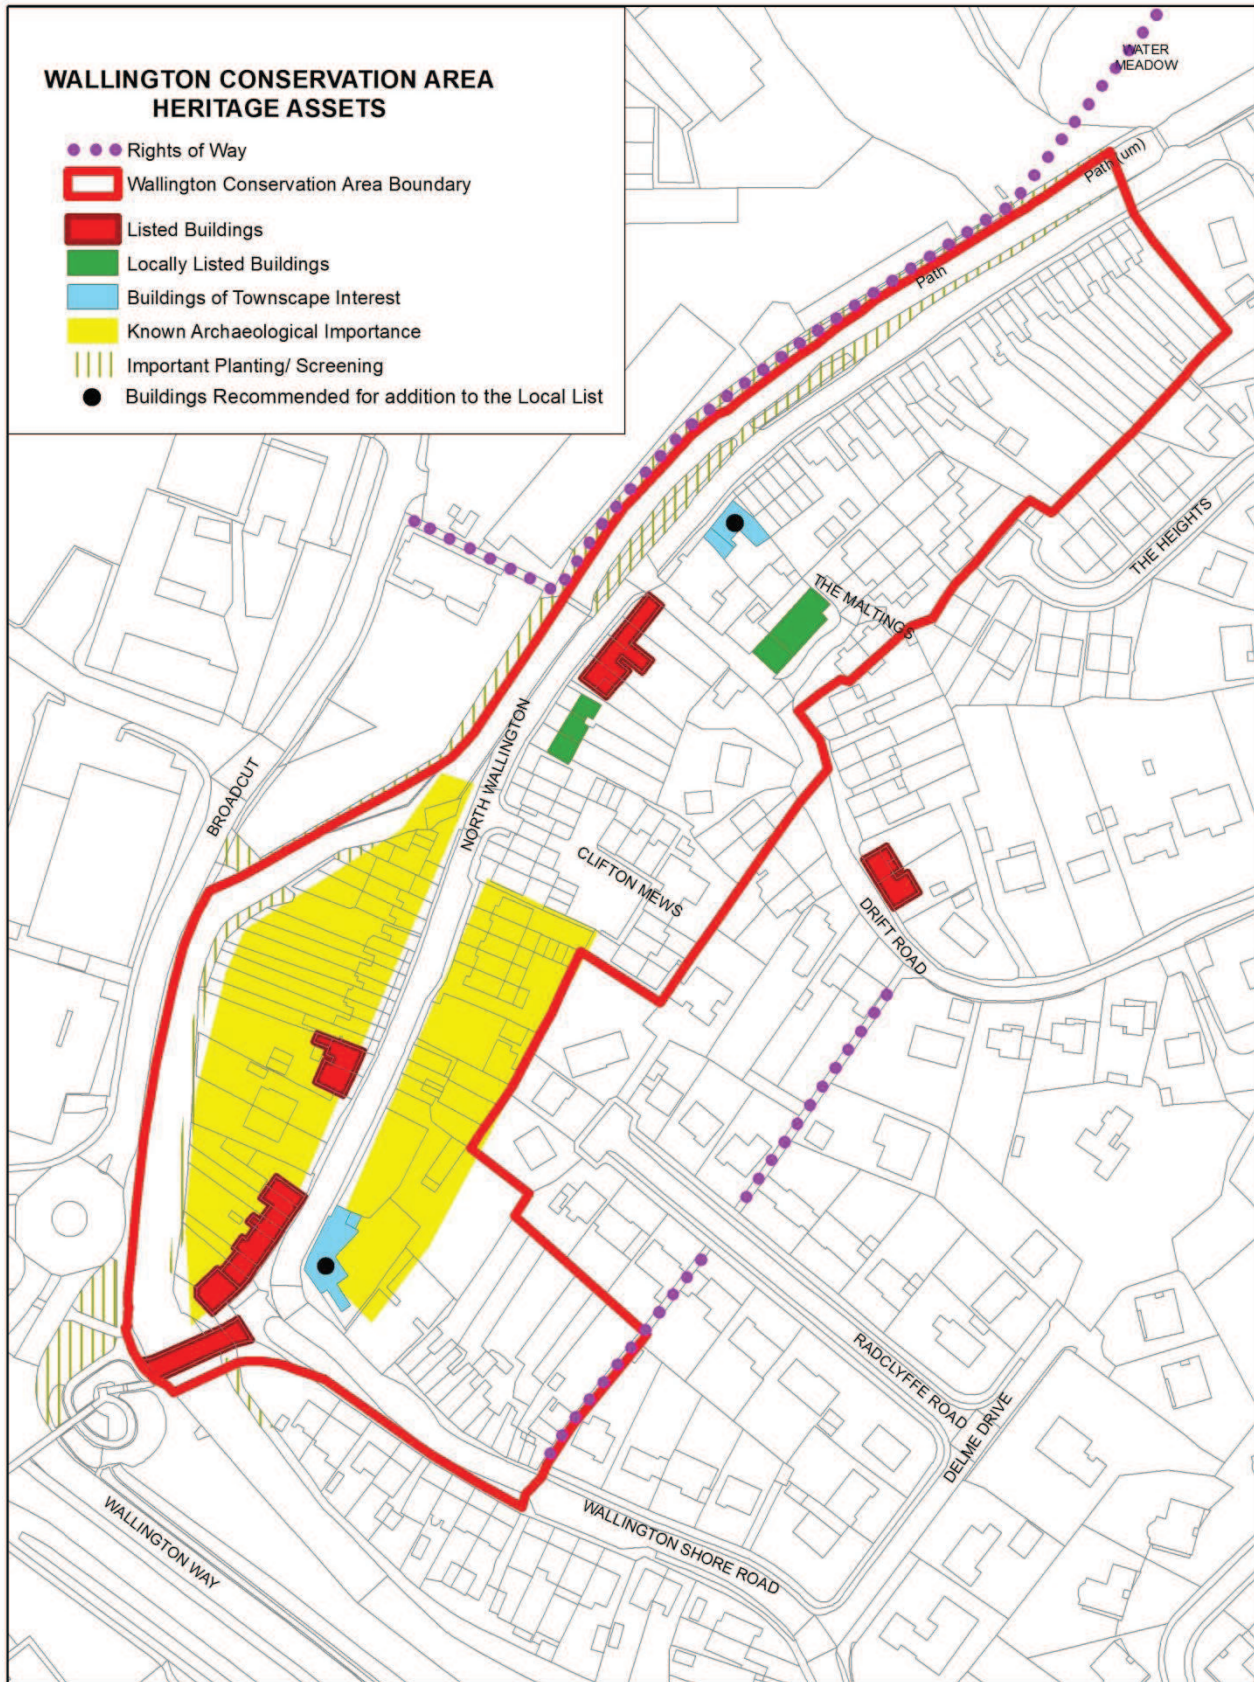 WALLINGTON CONSERVATION AREA
HERITAGE ASSETS
Rights of Way
Wallington Conservation Area Boundary
Listed Buildings
Locally Listed Buildings
Buildings of Townscape Interest
Known Archaeological Importance
Important Planting/ Screening
Buildings Recommended for addition to the Local List
WATER
MEADOW
Path (um)
Path
THE HEIGHTS
THE MALTINGS
NORTH WALLINGTON
BROADCUT
CLIFTON MEWS
DRIFT ROAD
RADCLYFFE ROAD
DELME DRIVE
WALLINGTON SHORE ROAD
WALLINGTON WAY